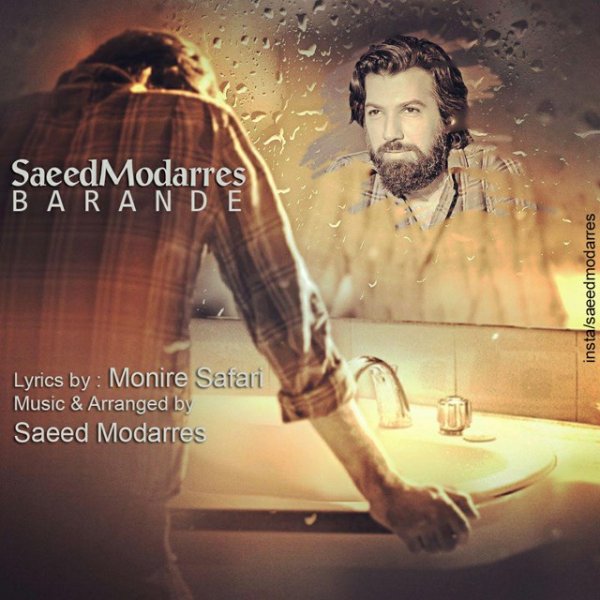 SaeedModarres
BARANDE
Lyrics by : Monire Safari
Music & Arranged by
Saeed Modarres
insta/saeedmodarres